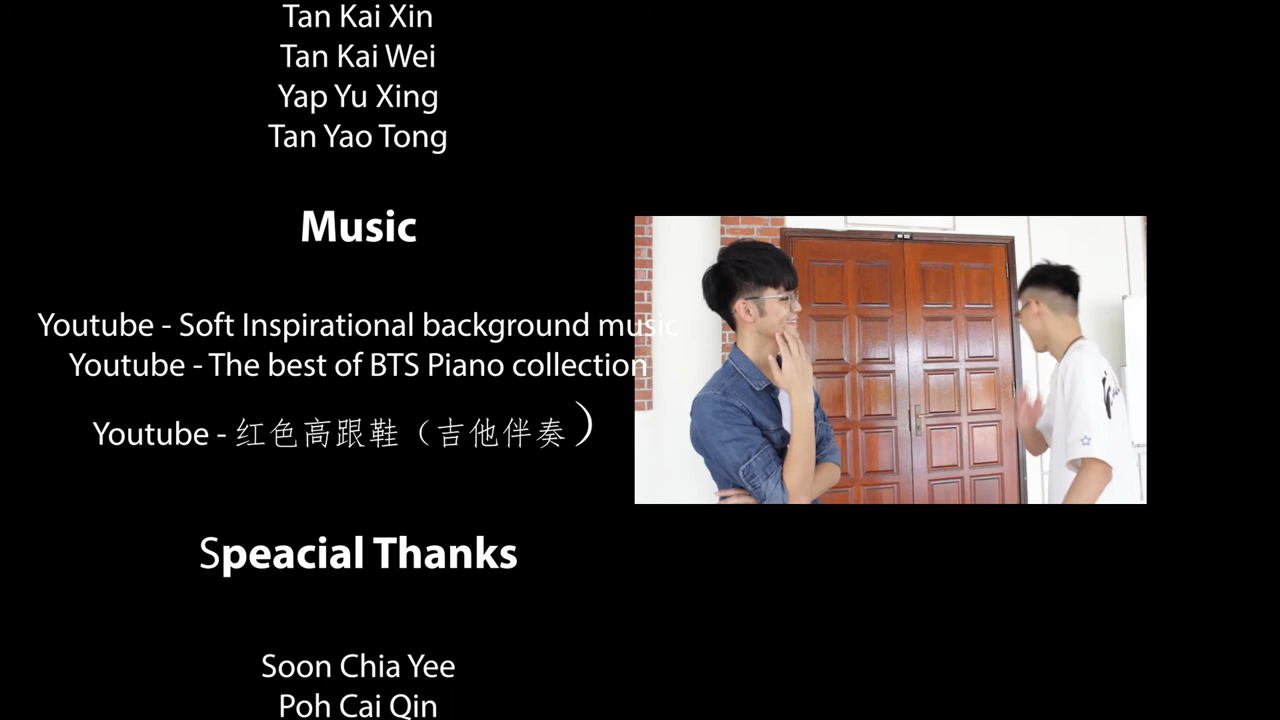 Tan Kai Xin
Tan Kai Wei
Yap Yu Xing
Tan Yao Tong
Music
Youtube - Soft Inspirational background music
Youtube - The best of BTS Piano collection
Youtube - 红色高跟鞋（吉他伴奏）
Speacial Thanks
Soon Chia Yee
Poh Cai Qin